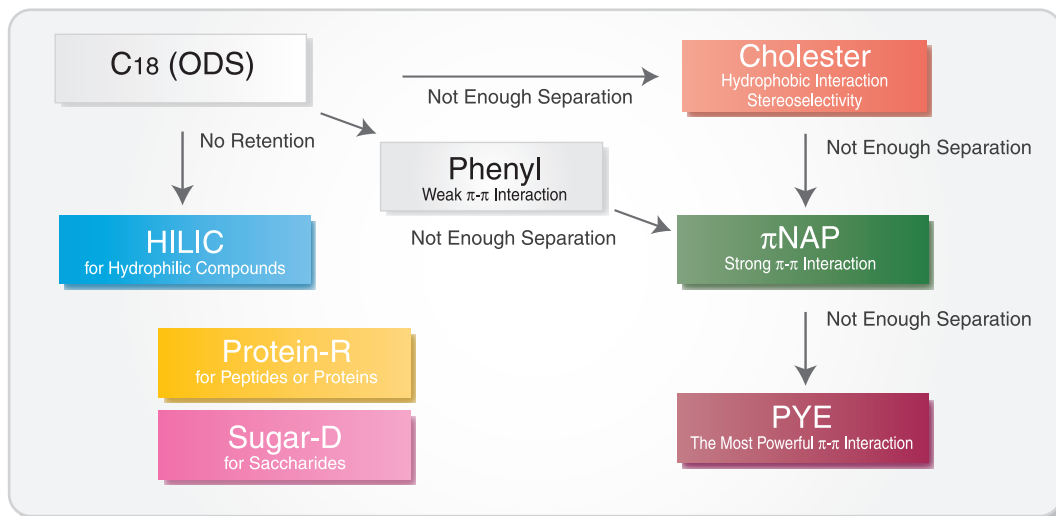 C18 (ODS)
Not Enough Separation
Cholester
Hydrophobic Interaction
Stereoselectivity
No Retention
Phenyl
Weak π-π Interaction
Not Enough Separation
Not Enough Separation
HILIC
for Hydrophilic Compounds
πNAP
Strong π-π Interaction
Not Enough Separation
Protein-R
for Peptides or Proteins
Sugar-D
for Saccharides
PYE
The Most Powerful π-π Interaction